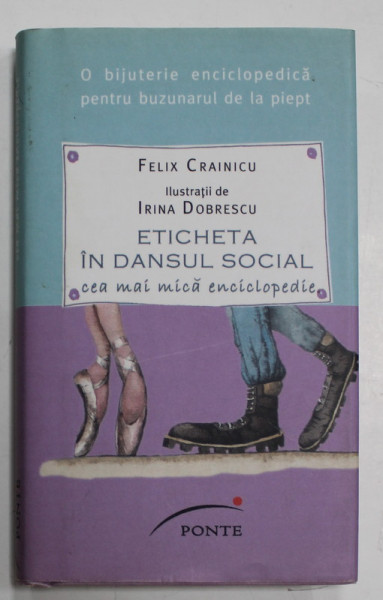 O bijuterie enciclopedică
pentru buzunarul de la piept
FELIX CRAINICU
Ilustrații de
IRINA DOBRESCU
ETICHETA
ÎN DANSUL SOCIAL
cea mai mică enciclopedie
PONTE
PONTE